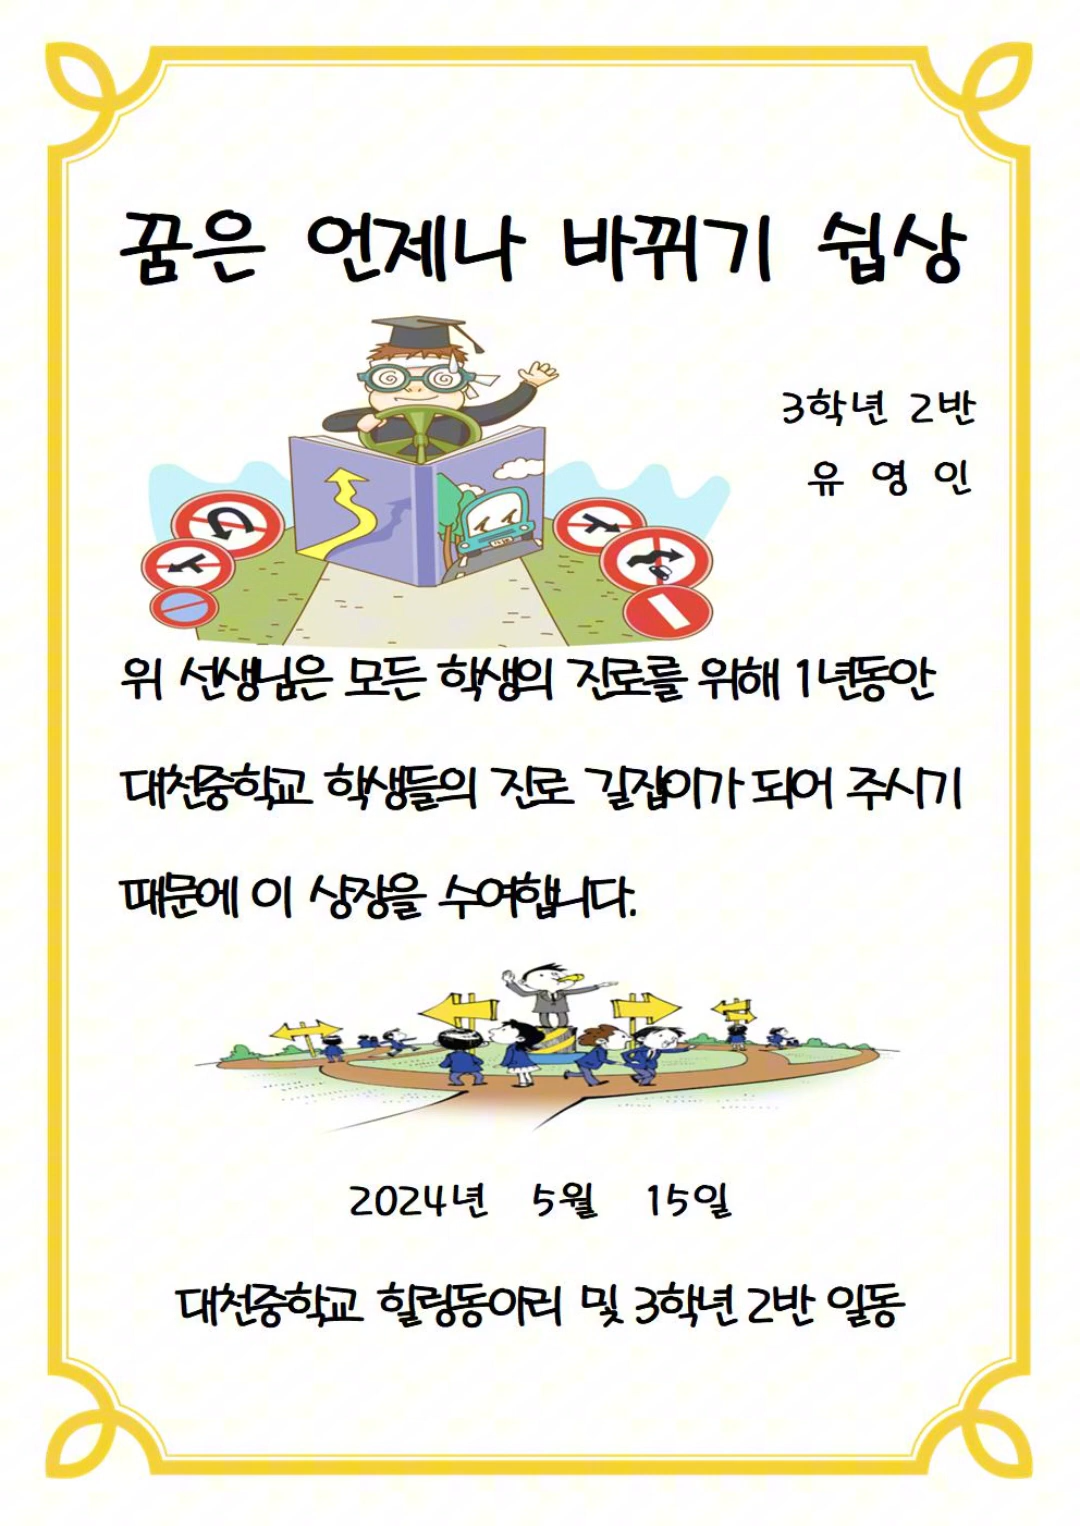 꿈은 언제나 바뀌기 쉽상
3학년 2반
유 영 인
위 선생님은 모든 학생의 진로를 위해 1년동안
대천중학교 학생들의 진로 길잡이가 되어 주시기
때문에 이 상장을 수여합니다.
2024년 5월 15일
대천중학교 힐링동아리 및 3학년 2반 일동